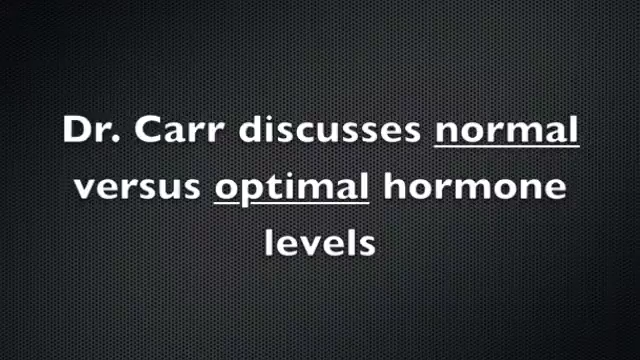 Dr. Carr discusses normal
versus optimal hormone
levels